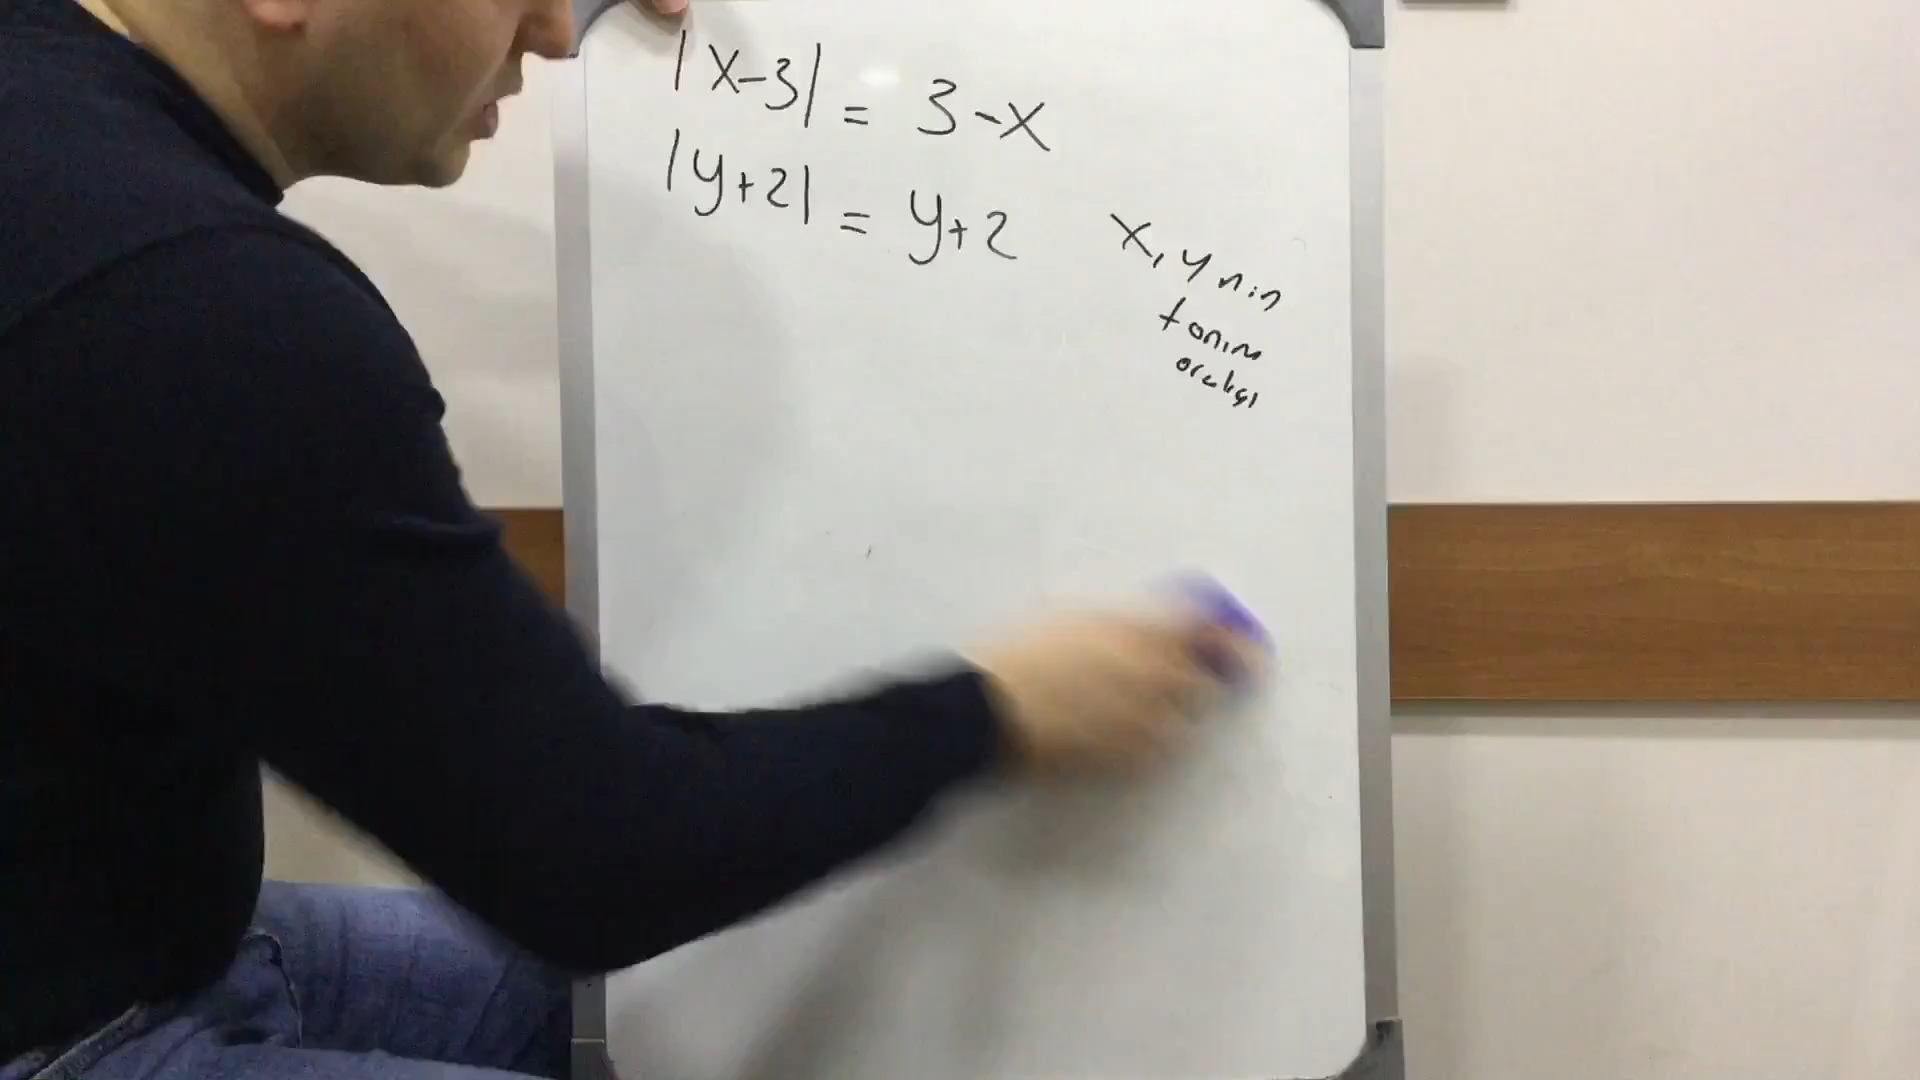 |x-3| = 3-x
|y+2| = y+2
x, y nin
tanım
aralığı